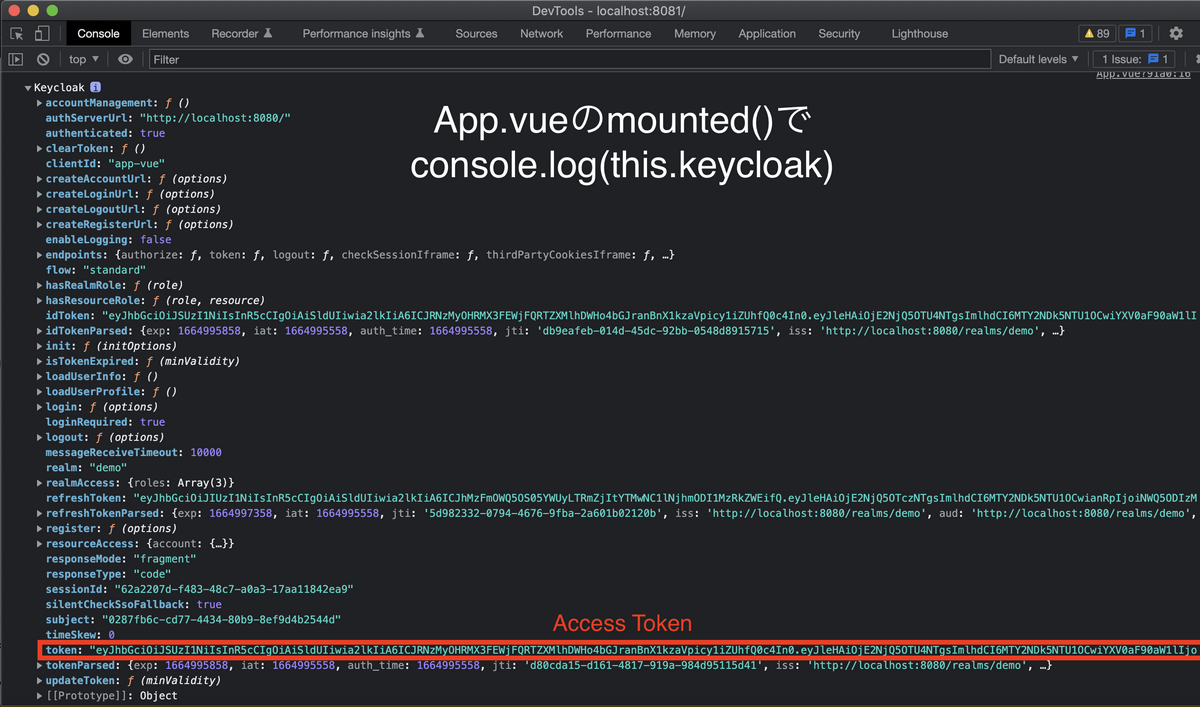 DevTools - localhost:8081/
Console Elements Recorder Performance insights Sources Network Performance Memory Application Security Lighthouse 89 1
top Filter Default levels 1 Issue: 1
App.vue?91a0:16
Keycloak
accountManagement: ƒ ()
authServerUrl: "http://localhost:8080/"
authenticated: true
clearToken: ƒ ()
clientId: "app-vue"
createAccountUrl: ƒ (options)
createLoginUrl: ƒ (options)
createLogoutUrl: ƒ (options)
createRegisterUrl: ƒ (options)
enableLogging: false
endpoints: {authorize: ƒ, token: ƒ, logout: ƒ, checkSessionIframe: ƒ, thirdPartyCookiesIframe: ƒ, …}
flow: "standard"
hasRealmRole: ƒ (role)
hasResourceRole: ƒ (role, resource)
idToken:
idTokenParsed: {exp: 1664995858, iat: 1664995558, auth_time: 1664995558, jti: 'db9eafeb-014d-45dc-92bb-0548d8915715', iss: 'http://localhost:8080/realms/demo', …}
init: ƒ (initOptions)
isTokenExpired: ƒ (minValidity)
loadUserInfo: ƒ ()
loadUserProfile: ƒ ()
login: ƒ (options)
loginRequired: true
logout: ƒ (options)
messageReceiveTimeout: 10000
realm: "demo"
realmAccess: {roles: Array(3)}
refreshToken:
refreshTokenParsed: {exp: 1664997358, iat: 1664995558, jti: '5d982332-0794-4676-9fba-2a601b02120b', iss: 'http://localhost:8080/realms/demo', aud: 'http://localhost:8080/realms/demo',
register: ƒ (options)
resourceAccess: {account: {…}}
responseMode: "fragment"
responseType: "code"
sessionId: "62a2207d-f483-48c7-a0a3-17aa11842ea9"
silentCheckSsoFallback: true
subject: "0287fb6c-cd77-4434-80b9-8ef9d4b2544d"
timeSkew: 0
token:
tokenParsed: {exp: 1664995858, iat: 1664995558, auth_time: 1664995558, jti: 'd80cda15-d161-4817-919a-984d95115d41', iss: 'http://localhost:8080/realms/demo', …}
updateToken: ƒ (minValidity)
[[Prototype]]: Object
App.vueのmounted()で
console.log(this.keycloak)
Access Token